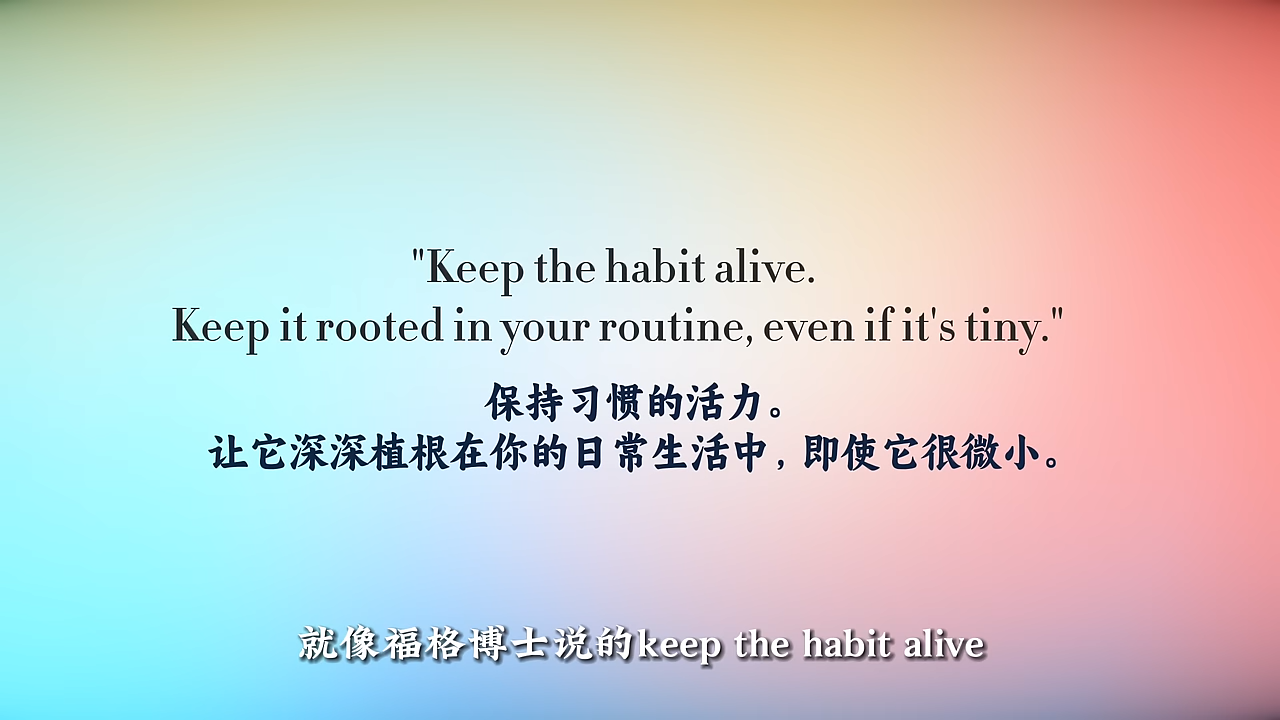 "Keep the habit alive.
Keep it rooted in your routine, even if it's tiny."
保持习惯的活力。
让它深深植根在你的日常生活中，即使它很微小。
就像福格博士说的keep the habit alive